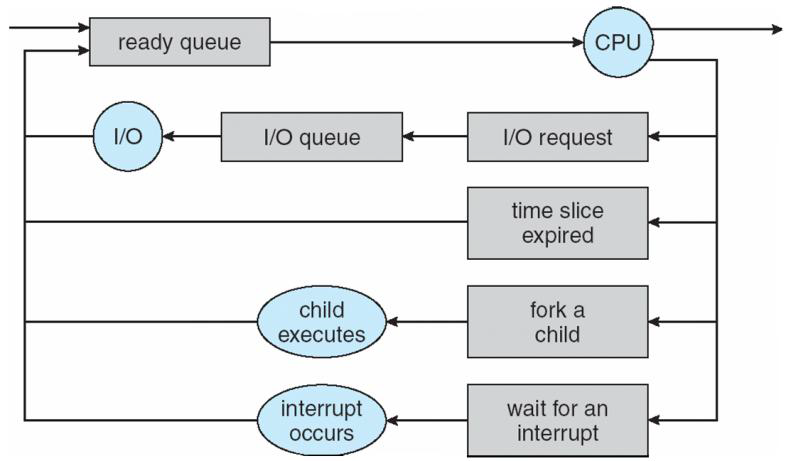 ready queue
CPU
I/O
I/O queue
I/O request
time slice
expired
child
executes
fork a
child
interrupt
occurs
wait for an
interrupt